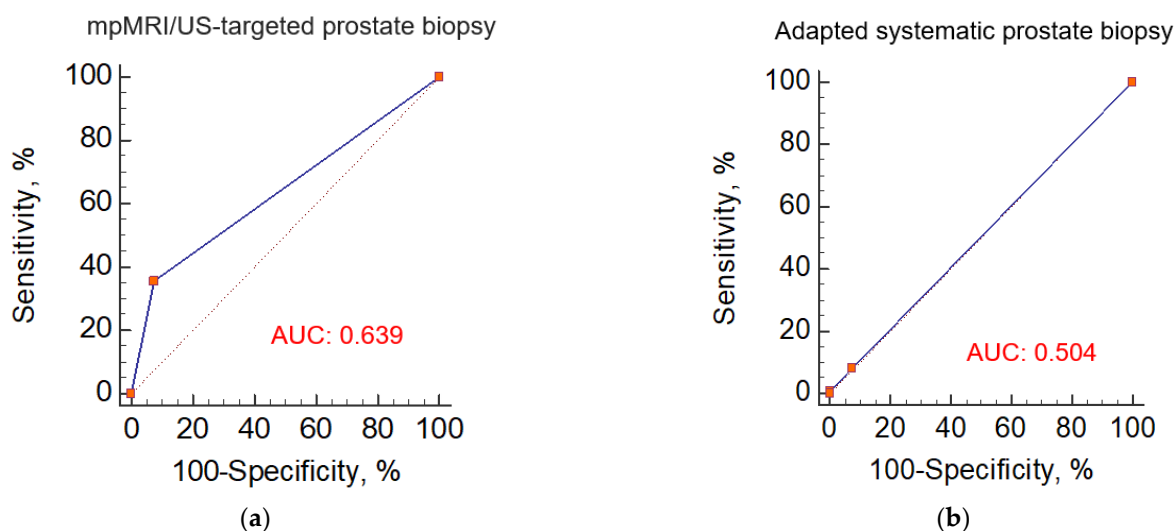 mpMRI/US-targeted prostate biopsy
100
80
60
40
20
0
Sensitivity, %
AUC: 0.639
0 20 40 60 80 100
100-Specificity, %
(a)
Adapted systematic prostate biopsy
100
80
60
40
20
0
Sensitivity, %
AUC: 0.504
0 20 40 60 80 100
100-Specificity, %
(b)